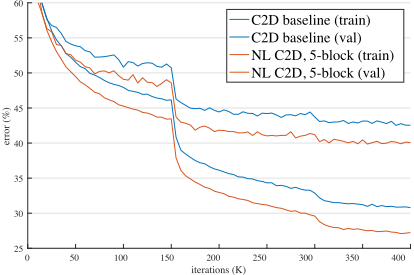 60
55
50
45
40
35
30
25
0
50
100
150
200
250
300
350
400
iterations (K)
error (%)
C2D baseline (train)
C2D baseline (val)
NL C2D, 5-block (train)
NL C2D, 5-block (val)